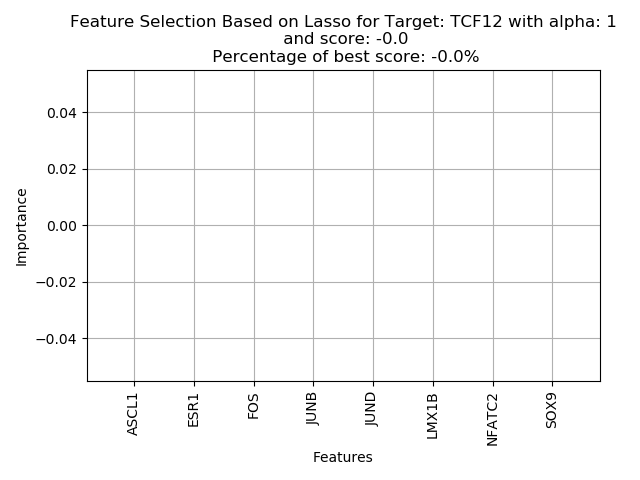 Feature Selection Based on Lasso for Target: TCF12 with alpha: 1
and score: -0.0
Percentage of best score: -0.0%
0.04
0.02
0.00
−0.02
−0.04
Importance
ASCL1
ESR1
FOS
JUNB
JUND
LMX1B
NFATC2
SOX9
Features